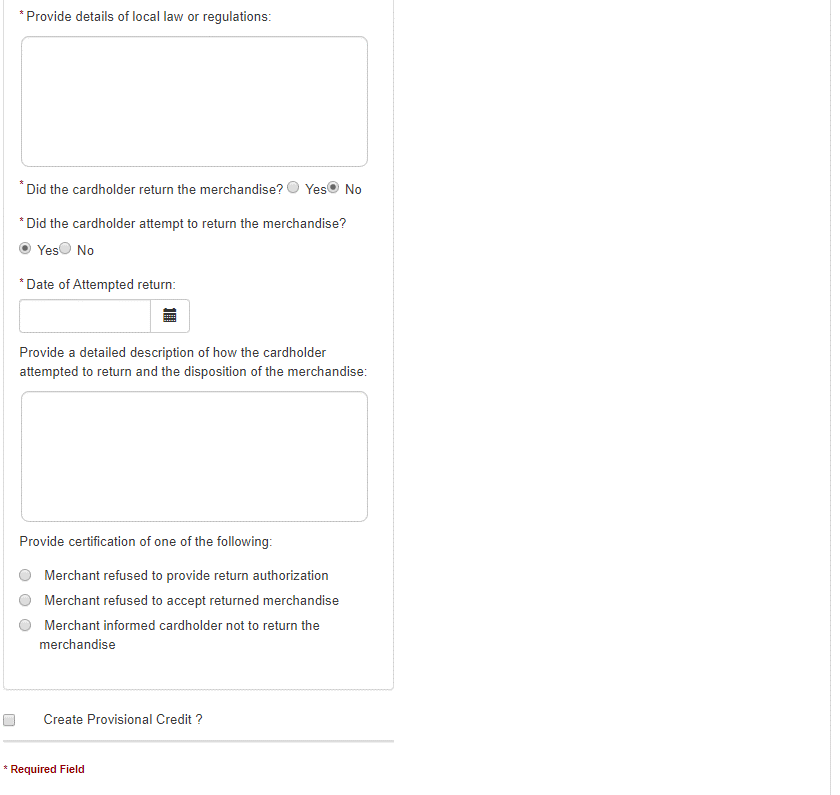 * Provide details of local law or regulations:
* Did the cardholder return the merchandise? Yes No
* Did the cardholder attempt to return the merchandise?
Yes No
* Date of Attempted return:
Provide a detailed description of how the cardholder
attempted to return and the disposition of the merchandise:
Provide certification of one of the following:
Merchant refused to provide return authorization
Merchant refused to accept returned merchandise
Merchant informed cardholder not to return the
merchandise
Create Provisional Credit ?
* Required Field